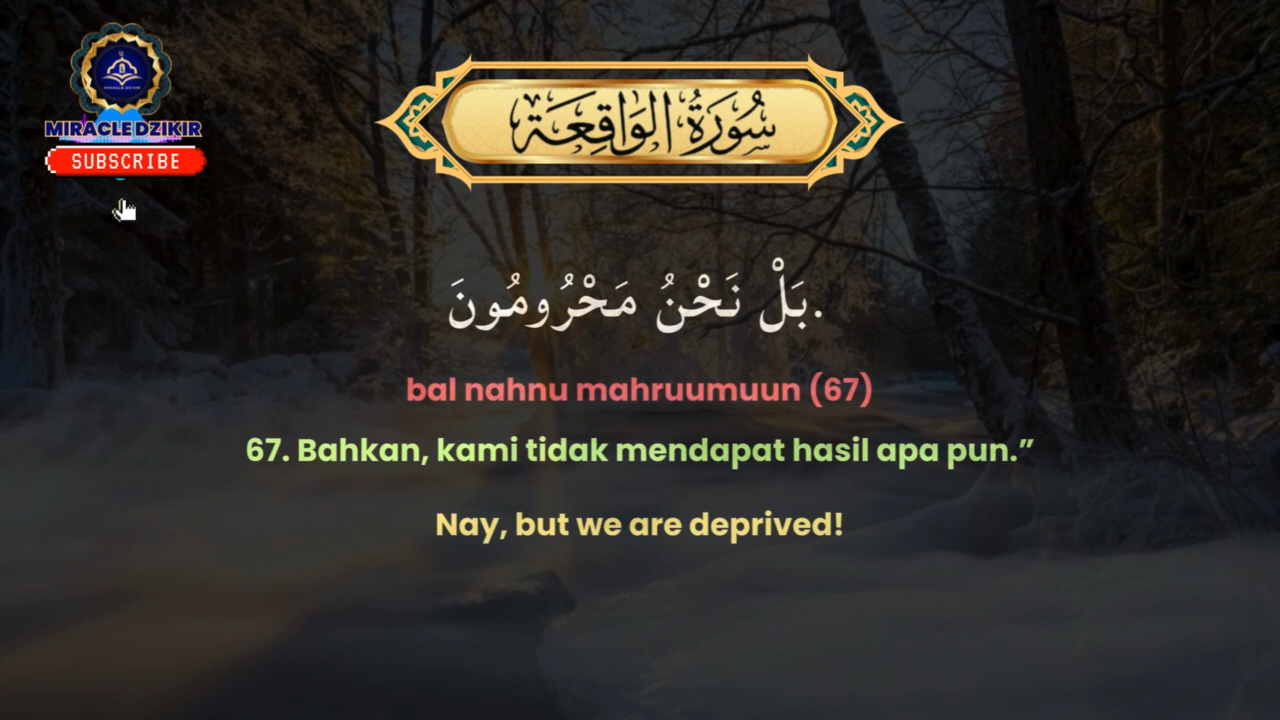 MIRACLE DZIKIR
SUBSCRIBE
سُورَةُ الوَاقِعَة
بَلْ نَحْنُ مَحْرُومُونَ.
bal nahnu mahruumuun (67)
67. Bahkan, kami tidak mendapat hasil apa pun.”
Nay, but we are deprived!